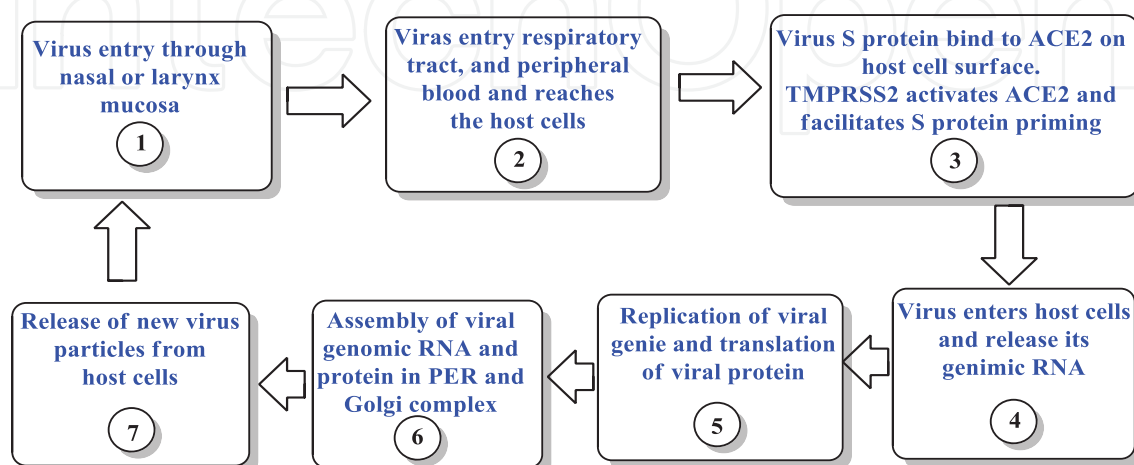 Virus entry through
nasal or larynx
mucosa
1
Viras entry respiratory
tract, and peripheral
blood and reaches
the host cells
2
Virus S protein bind to ACE2 on
host cell surface.
TMPRSS2 activates ACE2 and
facilitates S protein priming
3
Virus enters host cells
and release its
genimic RNA
4
Replication of viral
genie and translation
of viral protein
5
Assembly of viral
genomic RNA and
protein in PER and
Golgi complex
6
Release of new virus
particles from
host cells
7